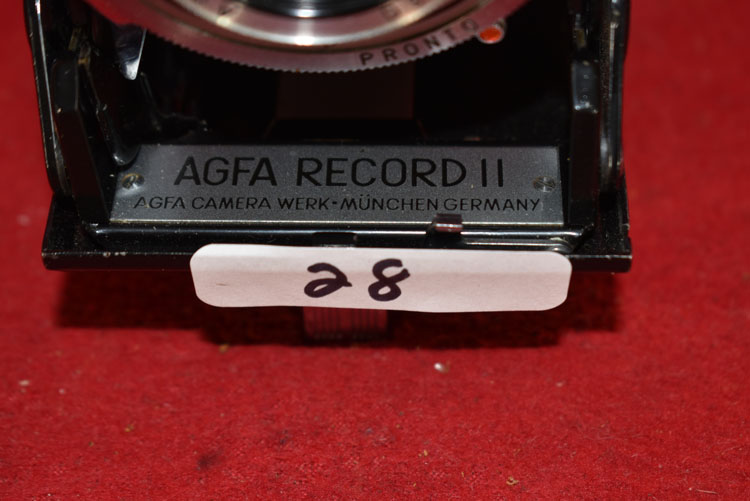 PRONTO
AGFA RECORD II
AGFA CAMERA WERK-MÜNCHEN GERMANY
28